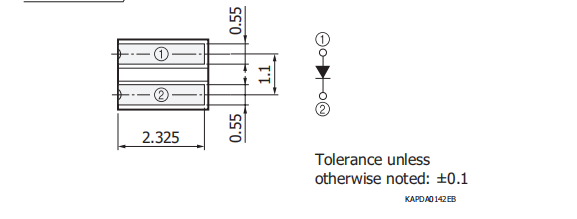 0.55
①
①
1.1
②
②
0.55
2.325
Tolerance unless
otherwise noted: ±0.1
KAPDA0142EB